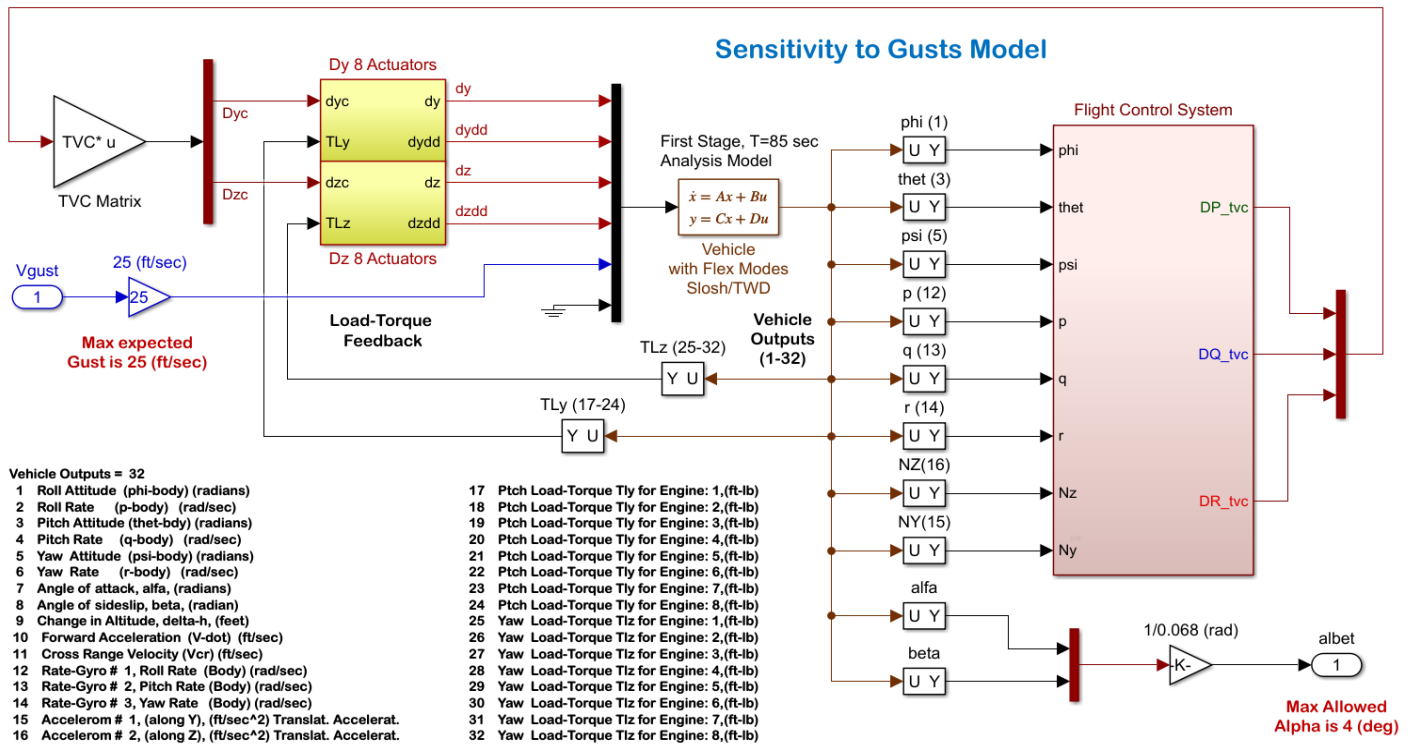 Sensitivity to Gusts Model
Dy 8 Actuators
dyc
dy
TLy
dydd
dzc
dz
TLz
dzdd
Dz 8 Actuators
dy
dydd
dz
dzdd
Dyc
Dzc
TVC* u
TVC Matrix
Vgust
1
25 (ft/sec)
25
Max expected
Gust is 25 (ft/sec)
Load-Torque
Feedback
First Stage, T=85 sec
Analysis Model
ẋ = Ax + Bu
y = Cx + Du
Vehicle
with Flex Modes
Slosh/TWD
Vehicle
Outputs
(1-32)
TLz (25-32)
Y U
TLy (17-24)
Y U
phi (1)
U Y
thet (3)
U Y
psi (5)
U Y
p (12)
U Y
q (13)
U Y
r (14)
U Y
NZ(16)
U Y
NY(15)
U Y
alfa
U Y
beta
U Y
Flight Control System
phi
thet
psi
p
q
r
Nz
Ny
DP_tvc
DQ_tvc
DR_tvc
1/0.068 (rad)
-K-
albet
1
Max Allowed
Alpha is 4 (deg)
Vehicle Outputs = 32
1 Roll Attitude (phi-body) (radians)
2 Roll Rate (p-body) (rad/sec)
3 Pitch Attitude (thet-bdy) (radians)
4 Pitch Rate (q-body) (rad/sec)
5 Yaw Attitude (psi-body) (radians)
6 Yaw Rate (r-body) (rad/sec)
7 Angle of attack, alfa, (radians)
8 Angle of sideslip, beta, (radian)
9 Change in Altitude, delta-h, (feet)
10 Forward Acceleration (V-dot) (ft/sec)
11 Cross Range Velocity (Vcr) (ft/sec)
12 Rate-Gyro # 1, Roll Rate (Body) (rad/sec)
13 Rate-Gyro # 2, Pitch Rate (Body) (rad/sec)
14 Rate-Gyro # 3, Yaw Rate (Body) (rad/sec)
15 Accelerom # 1, (along Y), (ft/sec^2) Translat. Accelerat.
16 Accelerom # 2, (along Z), (ft/sec^2) Translat. Accelerat.
17 Ptch Load-Torque Tly for Engine: 1,(ft-lb)
18 Ptch Load-Torque Tly for Engine: 2,(ft-lb)
19 Ptch Load-Torque Tly for Engine: 3,(ft-lb)
20 Ptch Load-Torque Tly for Engine: 4,(ft-lb)
21 Ptch Load-Torque Tly for Engine: 5,(ft-lb)
22 Ptch Load-Torque Tly for Engine: 6,(ft-lb)
23 Ptch Load-Torque Tly for Engine: 7,(ft-lb)
24 Ptch Load-Torque Tly for Engine: 8,(ft-lb)
25 Yaw Load-Torque Tlz for Engine: 1,(ft-lb)
26 Yaw Load-Torque Tlz for Engine: 2,(ft-lb)
27 Yaw Load-Torque Tlz for Engine: 3,(ft-lb)
28 Yaw Load-Torque Tlz for Engine: 4,(ft-lb)
29 Yaw Load-Torque Tlz for Engine: 5,(ft-lb)
30 Yaw Load-Torque Tlz for Engine: 6,(ft-lb)
31 Yaw Load-Torque Tlz for Engine: 7,(ft-lb)
32 Yaw Load-Torque Tlz for Engine: 8,(ft-lb)